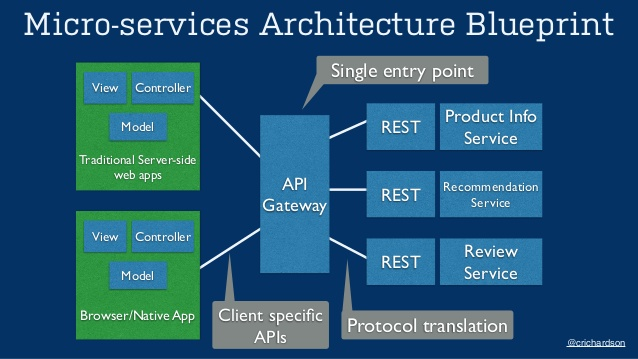 Micro-services Architecture Blueprint
Single entry point
View
Controller
Model
Traditional Server-side
web apps
View
Controller
Model
Browser/Native App
API
Gateway
REST
Product Info
Service
REST
Recommendation
Service
REST
Review
Service
Client specific
APIs
Protocol translation
@crichardson